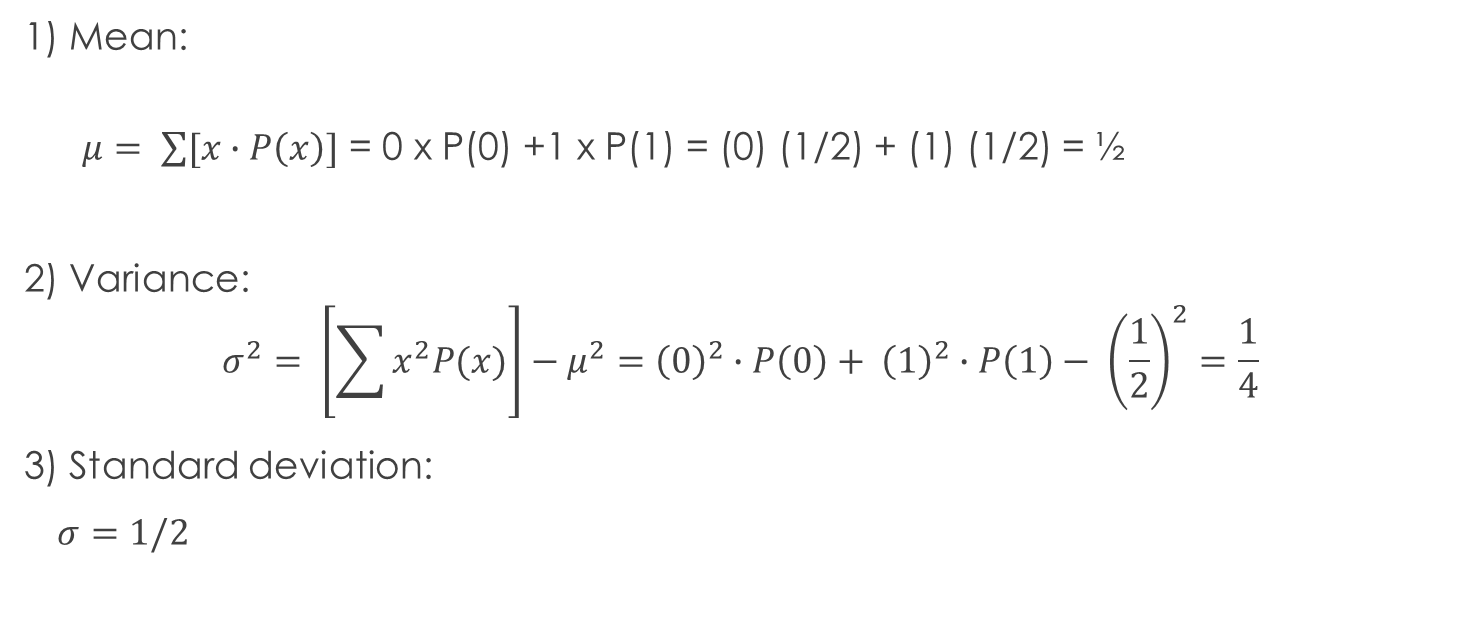 1) Mean:
μ = ∑[x · P(x)] = 0 x P(0) +1 x P(1) = (0) (1/2) + (1) (1/2) = ½
2) Variance:
σ² = [∑ x²P(x)] − μ² = (0)² · P(0) + (1)² · P(1) − (1/2)² = 1/4
3) Standard deviation:
σ = 1/2